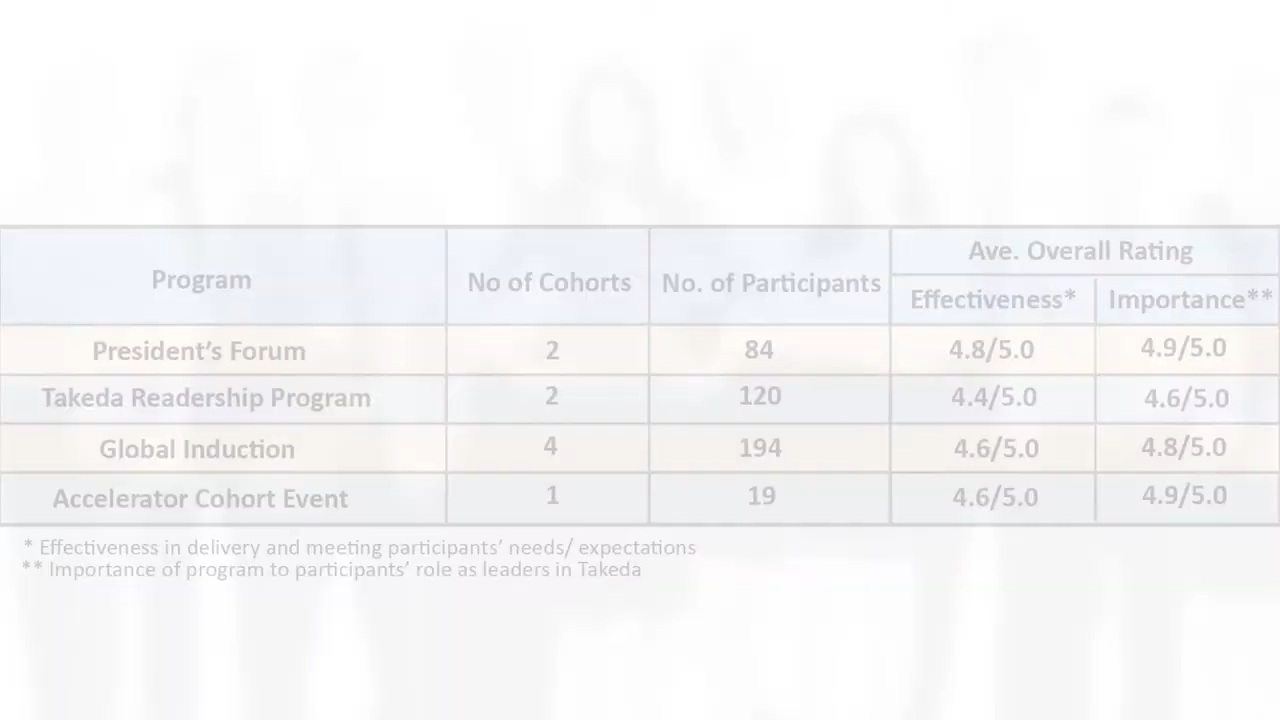 Program No of Cohorts No. of Participants Ave. Overall Rating
Effectiveness* Importance**
President's Forum 2 84 4.8/5.0 4.9/5.0
Takeda Readership Program 2 120 4.4/5.0 4.6/5.0
Global Induction 4 194 4.6/5.0 4.8/5.0
Accelerator Cohort Event 1 19 4.6/5.0 4.9/5.0
* Effectiveness in delivery and meeting participants' needs/ expectations
** Importance of program to participants' role as leaders in Takeda